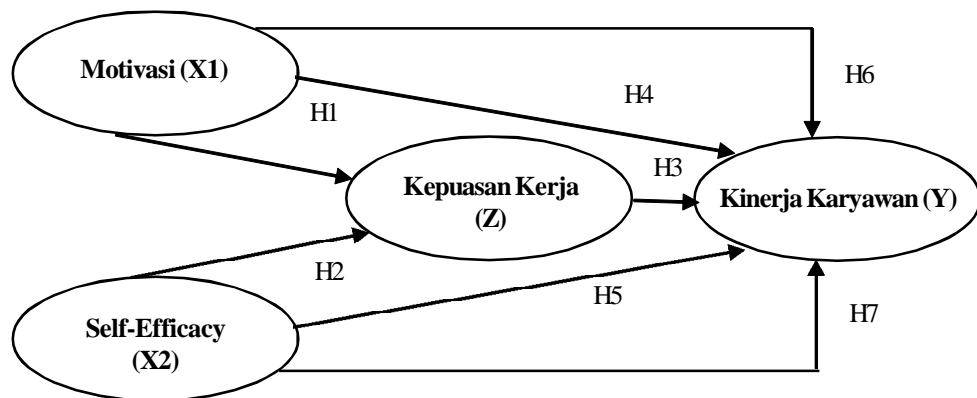 Motivasi (X1)
H6
H4
H1
H3
Kepuasan Kerja
(Z)
Kinerja Karyawan (Y)
H2
H5
H7
Self-Efficacy
(X2)